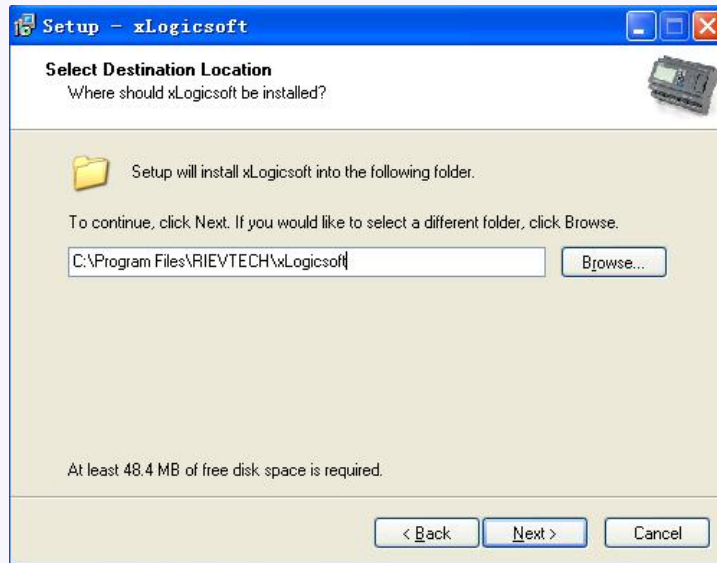 Setup - xLogicsoft
Select Destination Location
Where should xLogicsoft be installed?
Setup will install xLogicsoft into the following folder.
To continue, click Next. If you would like to select a different folder, click Browse.
C:\Program Files\RIEVTECH\xLogicsoft
Browse...
At least 48.4 MB of free disk space is required.
< Back
Next >
Cancel